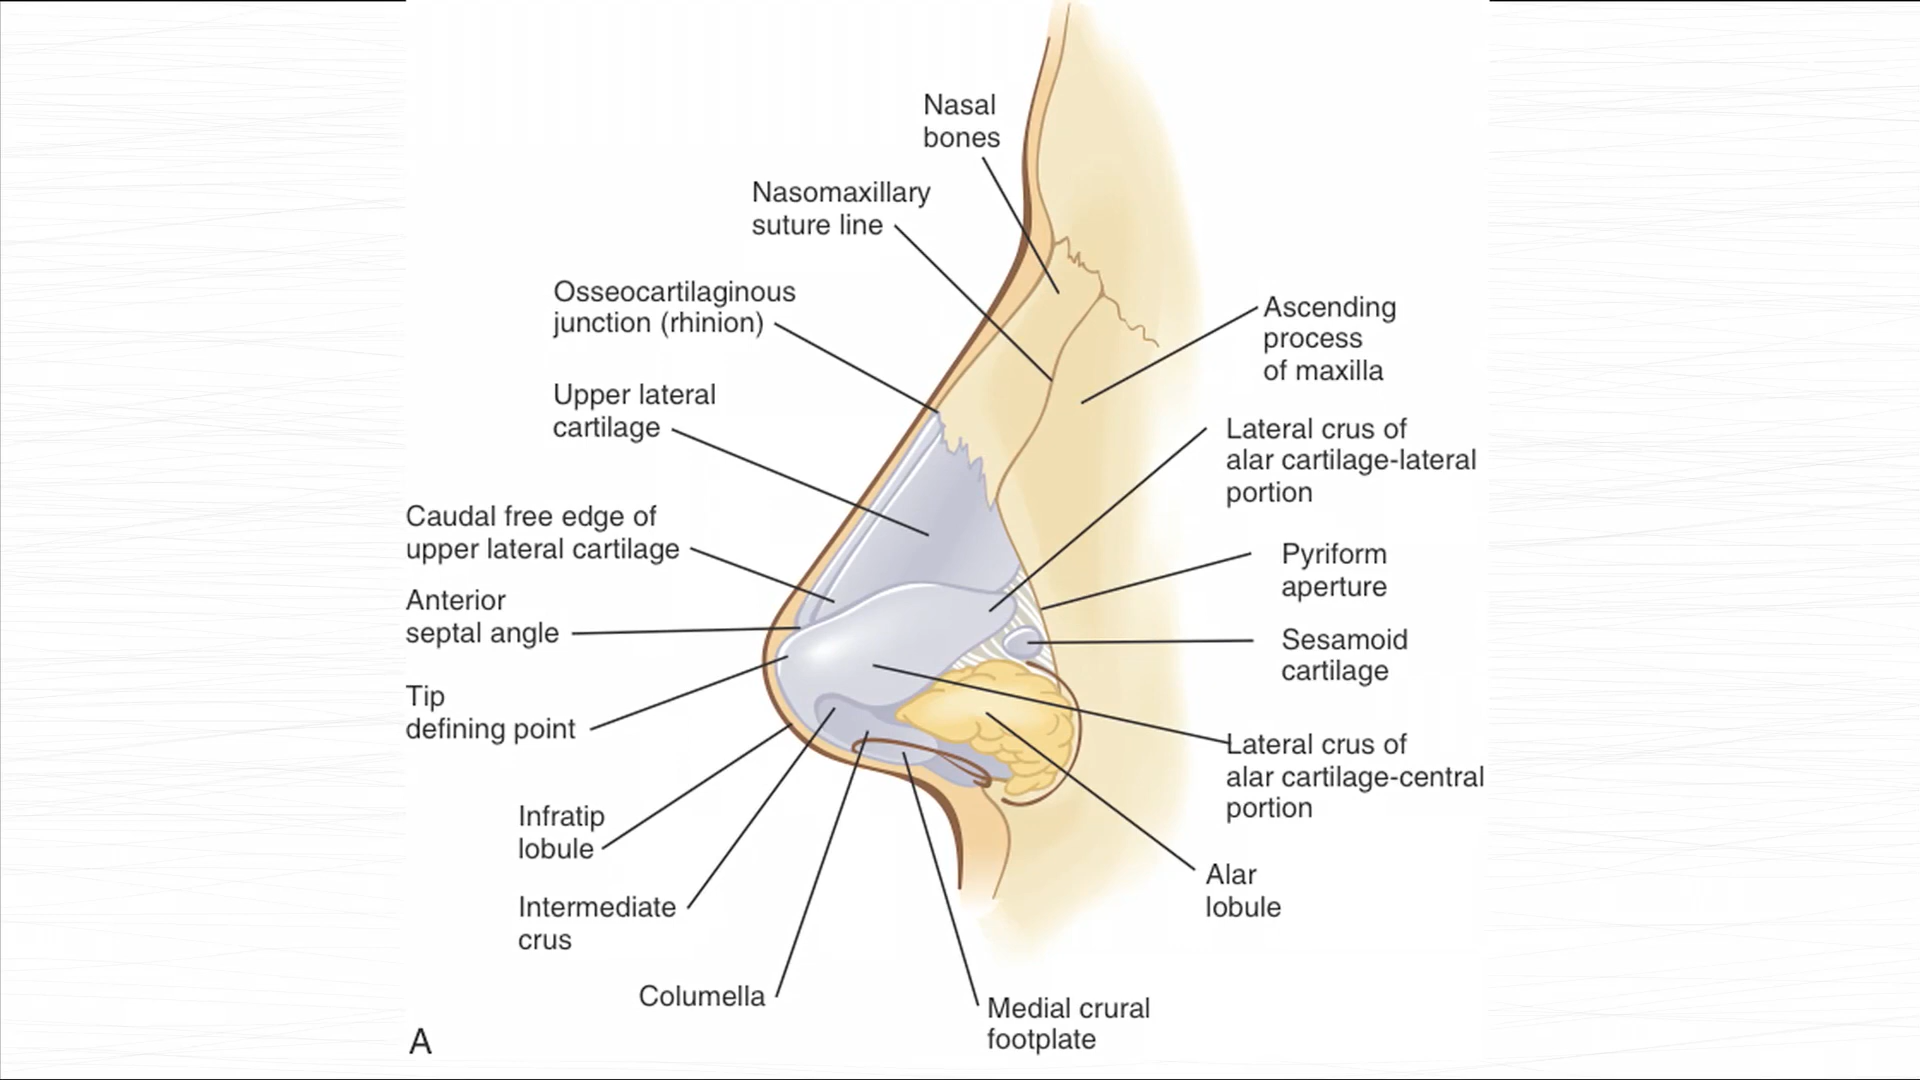 Nasal
bones
Nasomaxillary
suture line
Osseocartilaginous
junction (rhinion)
Upper lateral
cartilage
Caudal free edge of
upper lateral cartilage
Anterior
septal angle
Tip
defining point
Infratip
lobule
Intermediate
crus
Columella
Medial crural
footplate
Ascending
process
of maxilla
Lateral crus of
alar cartilage-lateral
portion
Pyriform
aperture
Sesamoid
cartilage
Lateral crus of
alar cartilage-central
portion
Alar
lobule
A